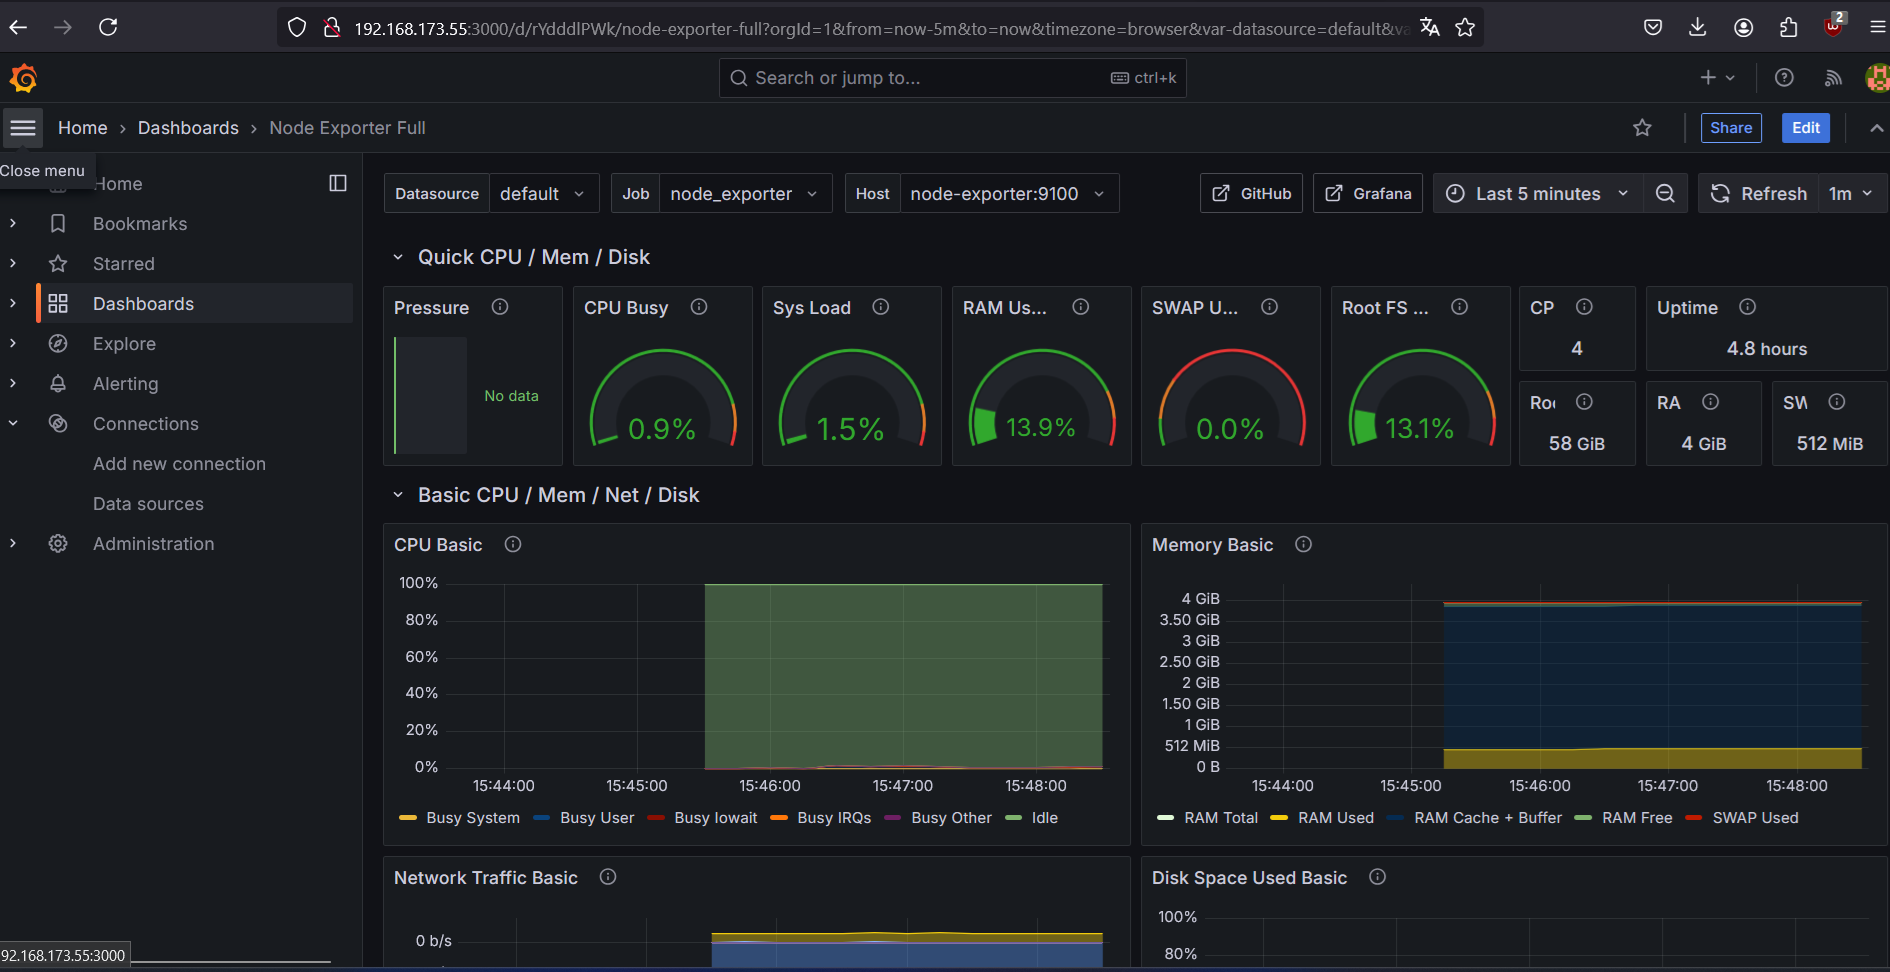 192.168.173.55:3000/d/rYdddlPWk/node-exporter-full?orgId=1&from=now-5m&to=now&timezone=browser&var-datasource=default&va
2
Search or jump to...
ctrl+k
Home › Dashboards › Node Exporter Full
Share
Edit
Close menu
Home
Bookmarks
Starred
Dashboards
Explore
Alerting
Connections
Add new connection
Data sources
Administration
Datasource default
Job node_exporter
Host node-exporter:9100
GitHub
Grafana
Last 5 minutes
Refresh 1m
Quick CPU / Mem / Disk
Pressure
No data
CPU Busy
0.9%
Sys Load
1.5%
RAM Us...
13.9%
SWAP U...
0.0%
Root FS ...
13.1%
CP
4
Uptime
4.8 hours
Roo
58 GiB
RA
4 GiB
SW
512 MiB
Basic CPU / Mem / Net / Disk
CPU Basic
100%
80%
60%
40%
20%
0%
15:44:00 15:45:00 15:46:00 15:47:00 15:48:00
Busy System Busy User Busy Iowait Busy IRQs Busy Other Idle
Memory Basic
4 GiB
3.50 GiB
3 GiB
2.50 GiB
2 GiB
1.50 GiB
1 GiB
512 MiB
0 B
15:44:00 15:45:00 15:46:00 15:47:00 15:48:00
RAM Total RAM Used RAM Cache + Buffer RAM Free SWAP Used
Network Traffic Basic
0 b/s
Disk Space Used Basic
100%
80%
92.168.173.55:3000